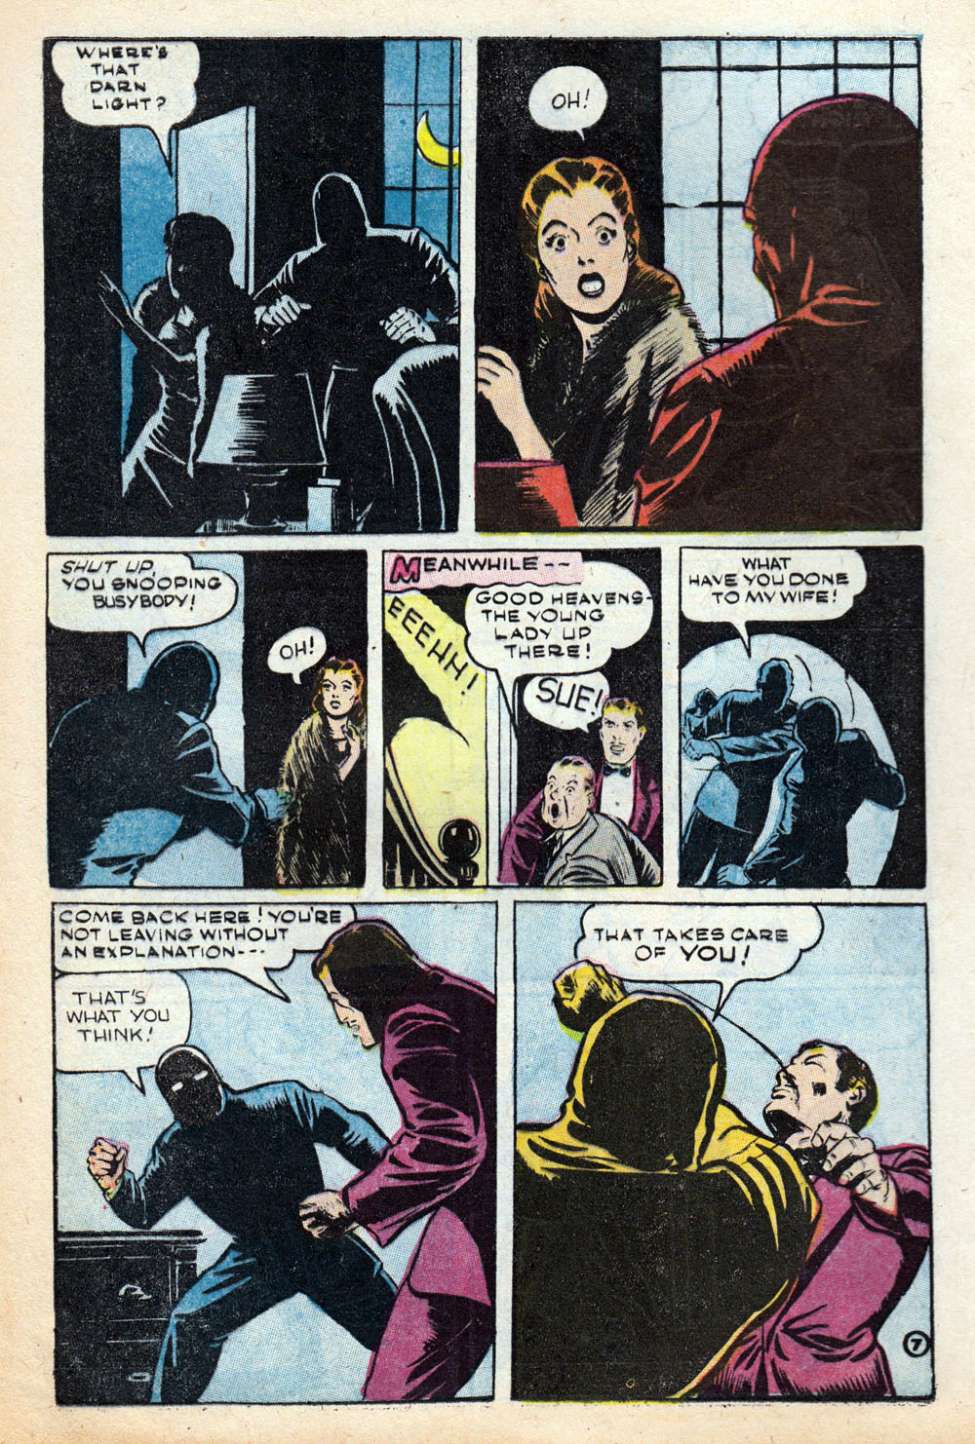 WHERE'S
THAT
DARN
LIGHT?
OH!
SHUT UP,
YOU SNOOPING
BUSYBODY!
OH!
MEANWHILE--
EEEHH!
GOOD HEAVENS-
THE YOUNG
LADY UP
THERE!
SUE!
WHAT
HAVE YOU DONE
TO MY WIFE!
COME BACK HERE! YOU'RE
NOT LEAVING WITHOUT
AN EXPLANATION---
THAT'S
WHAT YOU
THINK!
THAT TAKES CARE
OF YOU!
7